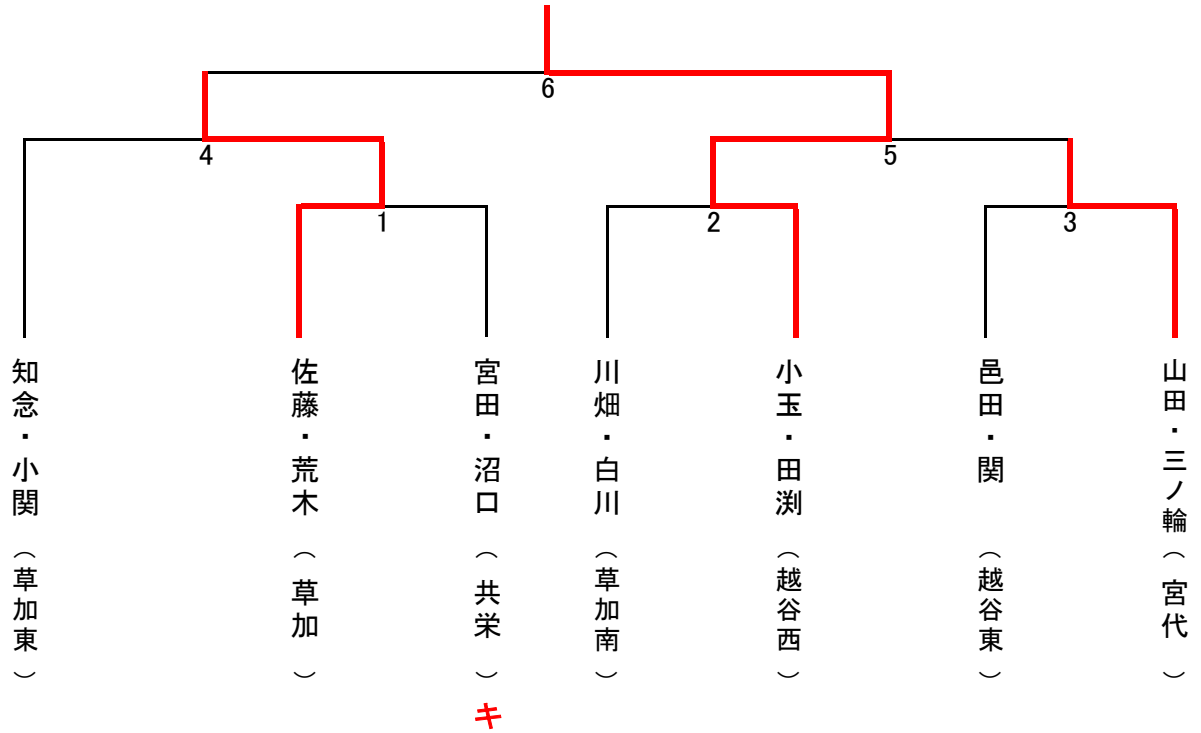 6
4
5
1
2
3
知念・小関（草加東）
佐藤・荒木（草加）
宮田・沼口（共栄）
キ
川畑・白川（草加南）
小玉・田渕（越谷西）
邑田・関（越谷東）
山田・三ノ輪（宮代）